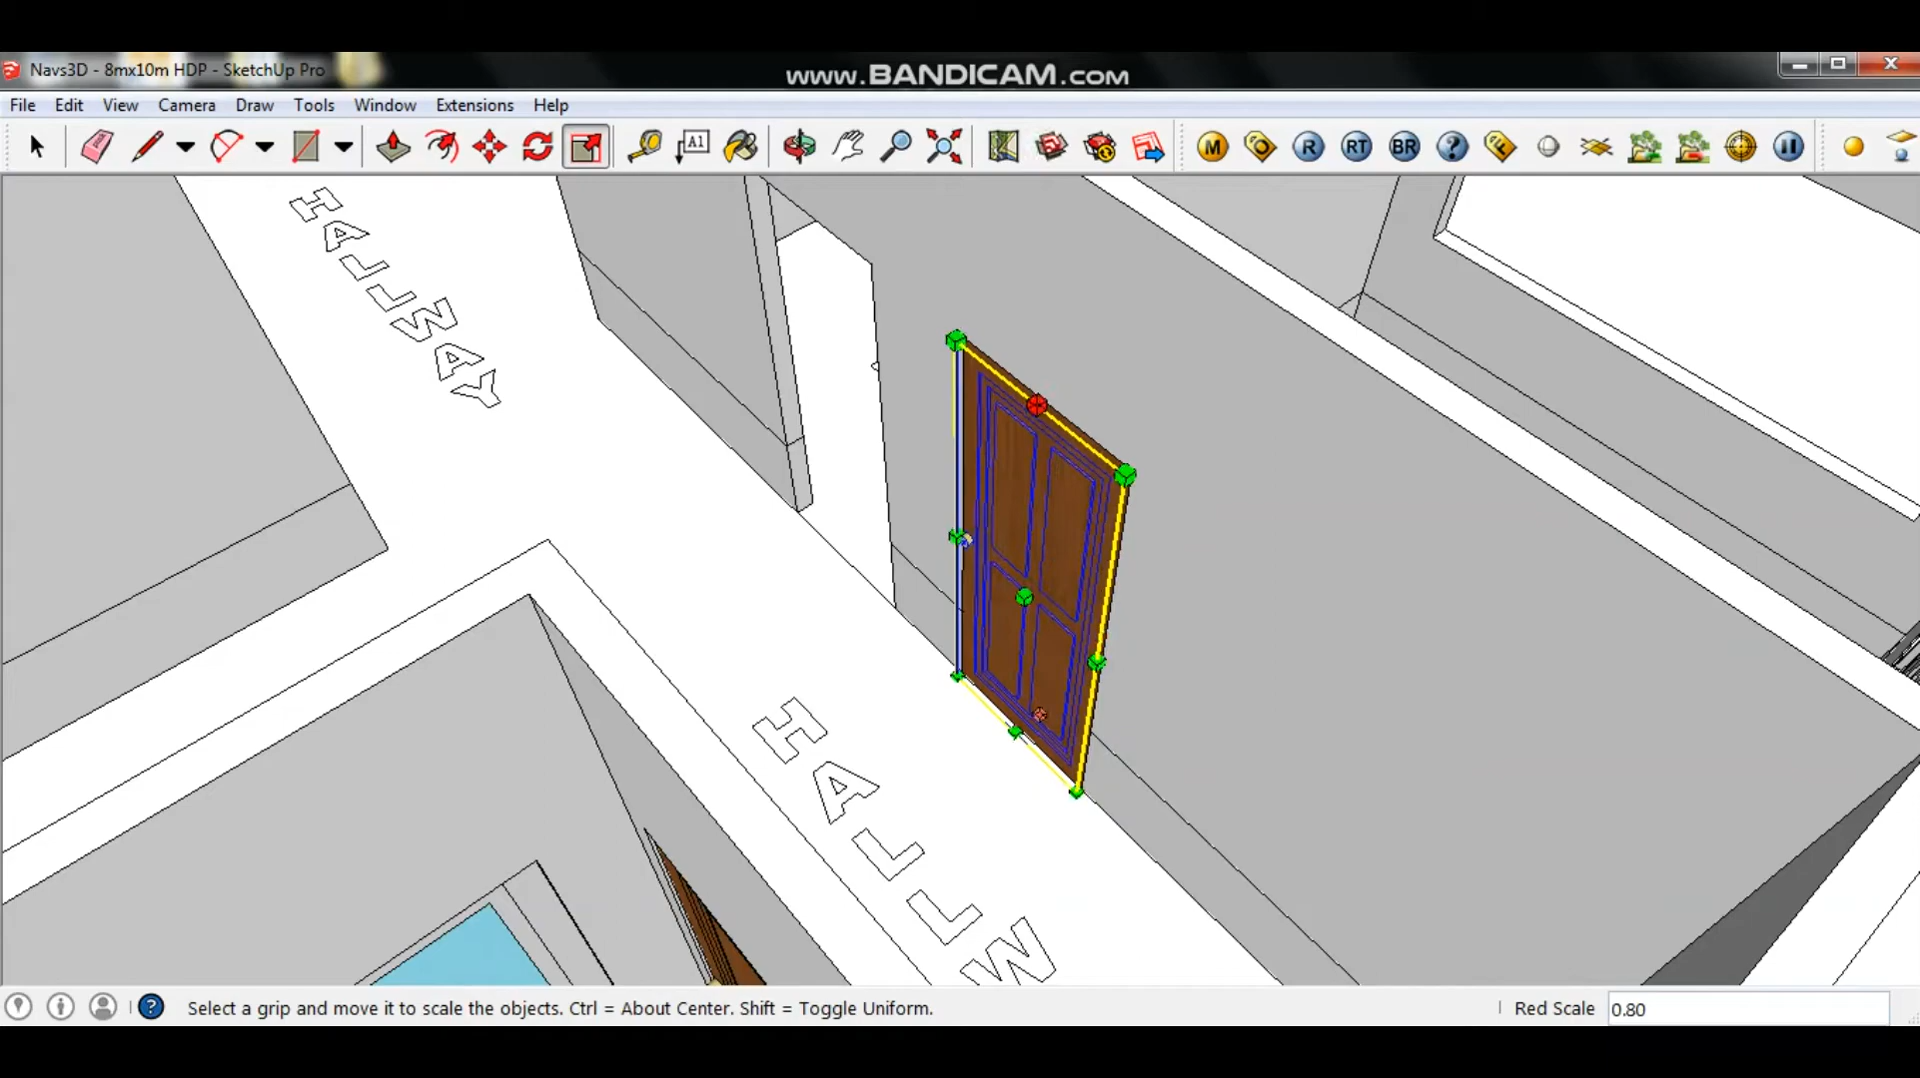 Navs3D - 8mx10m HDP - SketchUp Pro
www.BANDICAM.com
File Edit View Camera Draw Tools Window Extensions Help
A1 M R RT BR ? F
HALLWAY
HALLW
? Select a grip and move it to scale the objects. Ctrl = About Center. Shift = Toggle Uniform.
Red Scale 0.80